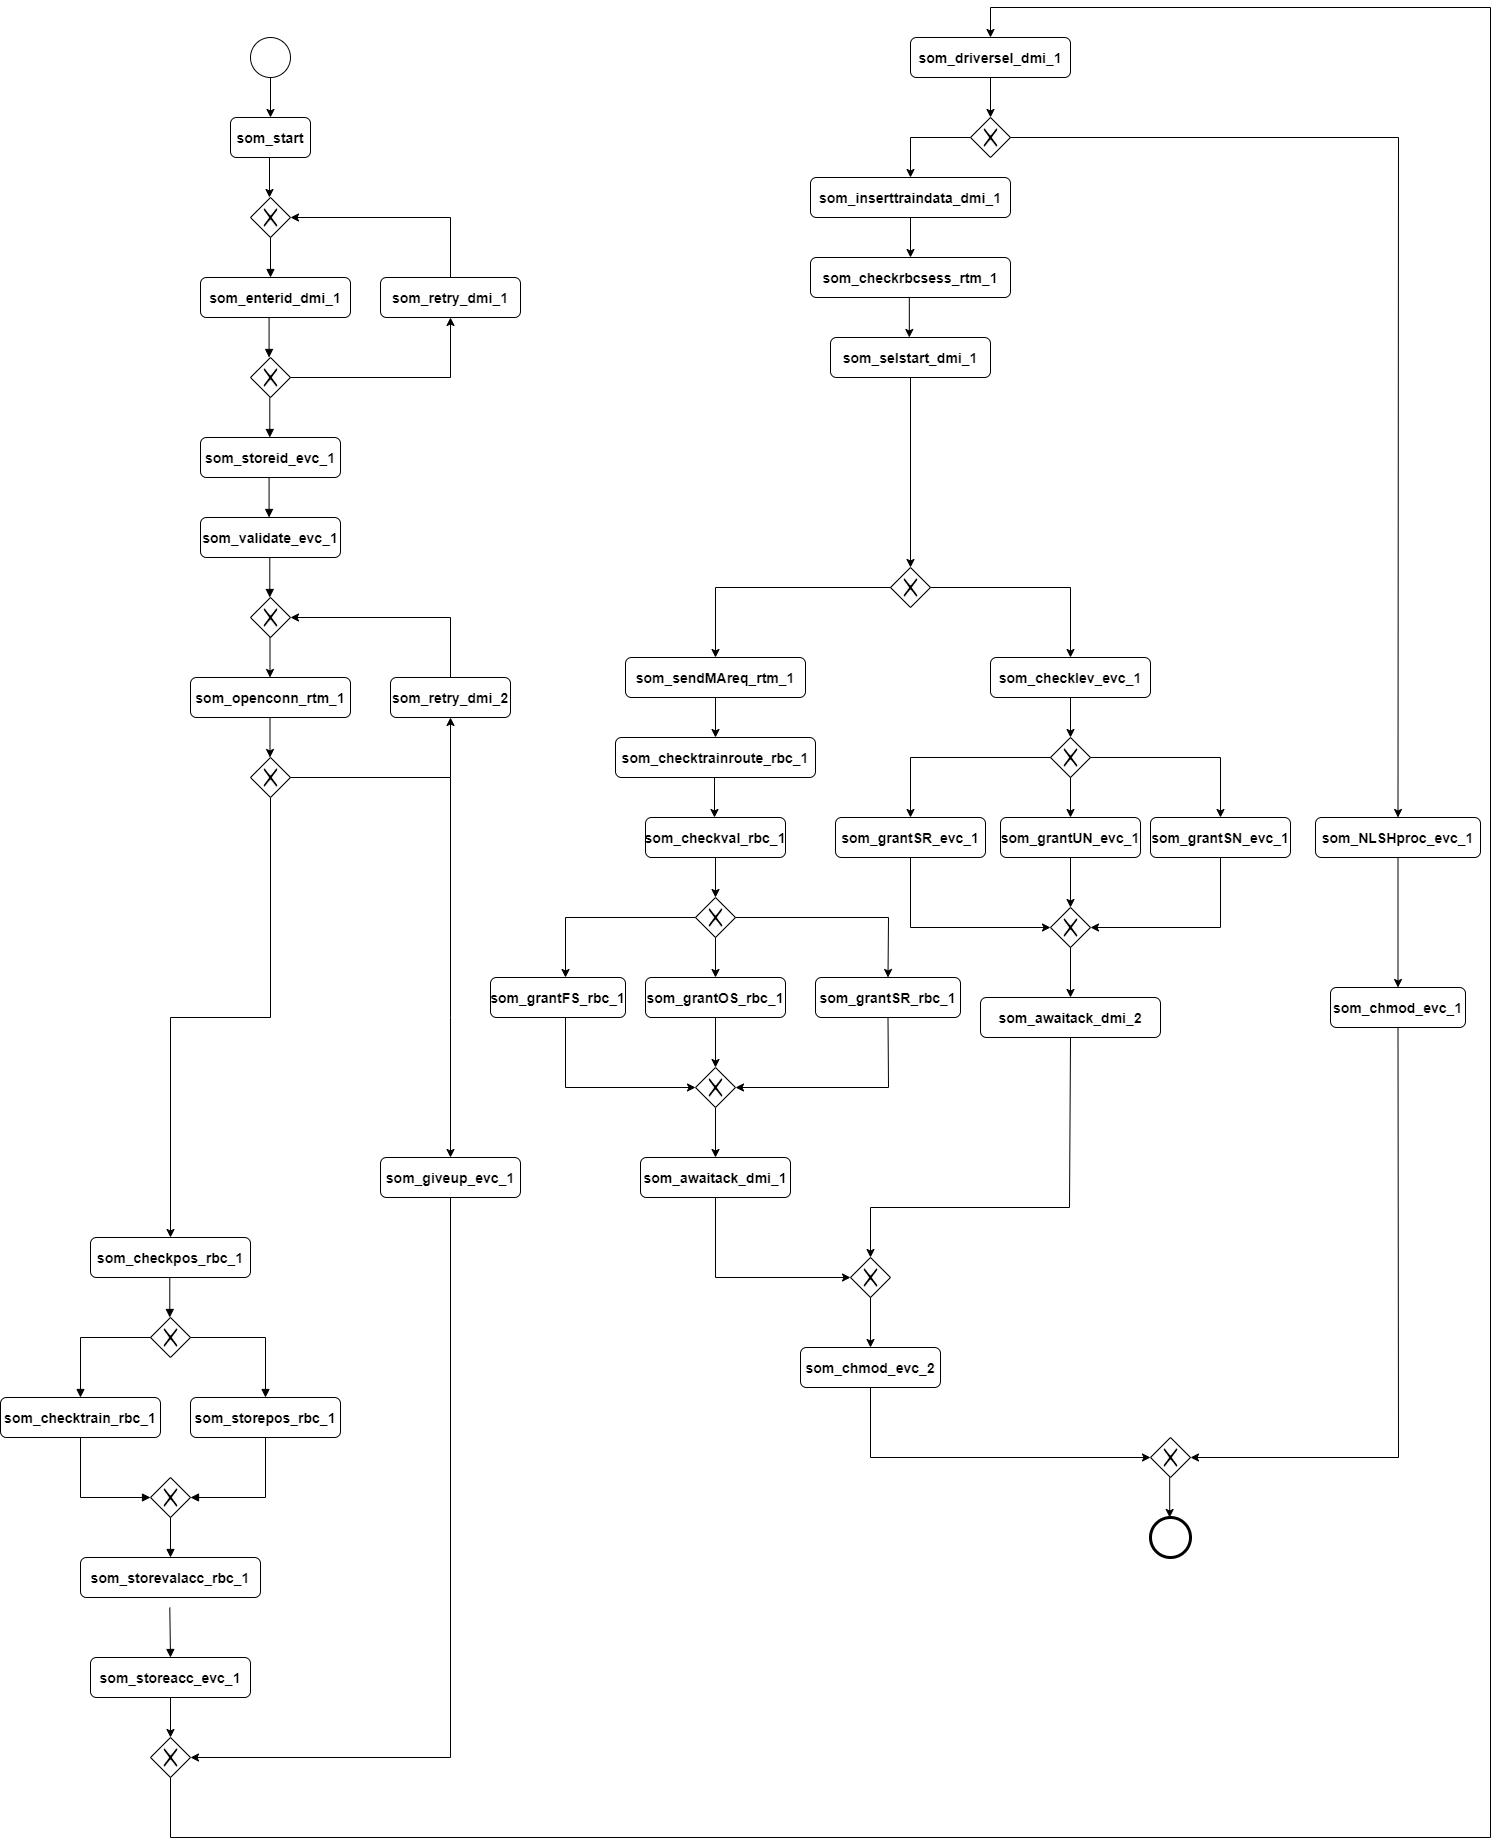 som_start
som_enterid_dmi_1
som_retry_dmi_1
som_storeid_evc_1
som_validate_evc_1
som_openconn_rtm_1
som_retry_dmi_2
som_giveup_evc_1
som_checkpos_rbc_1
som_checktrain_rbc_1
som_storepos_rbc_1
som_storevalacc_rbc_1
som_storeacc_evc_1
som_driversel_dmi_1
som_inserttraindata_dmi_1
som_checkrbcsess_rtm_1
som_selstart_dmi_1
som_sendMAreq_rtm_1
som_checklev_evc_1
som_checktrainroute_rbc_1
som_checkval_rbc_1
som_grantSR_evc_1
som_grantUN_evc_1
som_grantSN_evc_1
som_NLSHproc_evc_1
som_grantFS_rbc_1
som_grantOS_rbc_1
som_grantSR_rbc_1
som_awaitack_dmi_2
som_chmod_evc_1
som_awaitack_dmi_1
som_chmod_evc_2